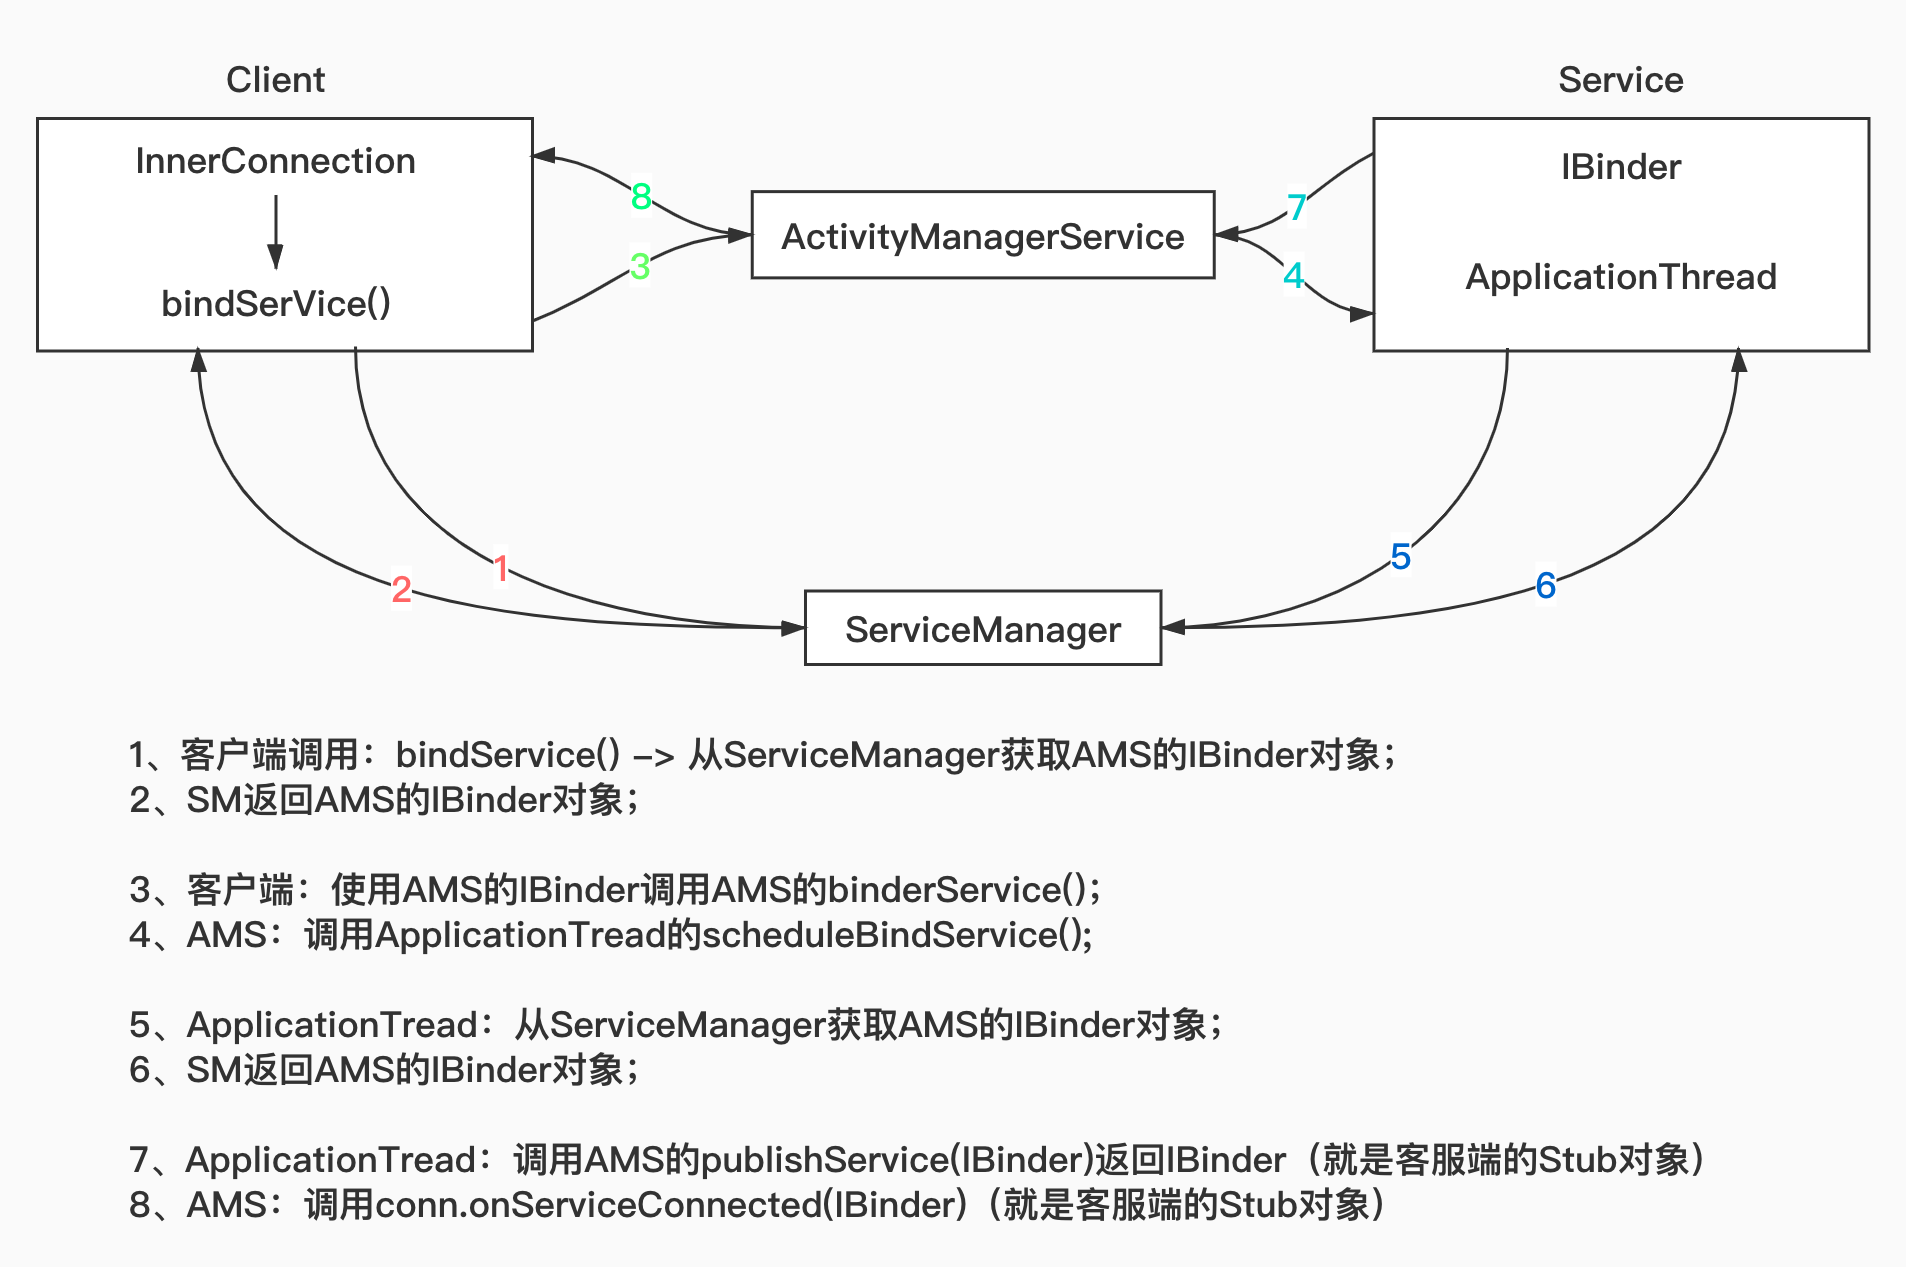 Client
Service
InnerConnection
IBinder
8
7
ActivityManagerService
3
4
ApplicationThread
bindSerVice()
1
5
2
6
ServiceManager
1、客户端调用：bindService() –> 从ServiceManager获取AMS的IBinder对象；
2、SM返回AMS的IBinder对象；
3、客户端：使用AMS的IBinder调用AMS的binderService()；
4、AMS：调用ApplicationTread的scheduleBindService();
5、ApplicationTread：从ServiceManager获取AMS的IBinder对象；
6、SM返回AMS的IBinder对象；
7、ApplicationTread：调用AMS的publishService(IBinder)返回IBinder（就是客服端的Stub对象）
8、AMS：调用conn.onServiceConnected(IBinder)（就是客服端的Stub对象）